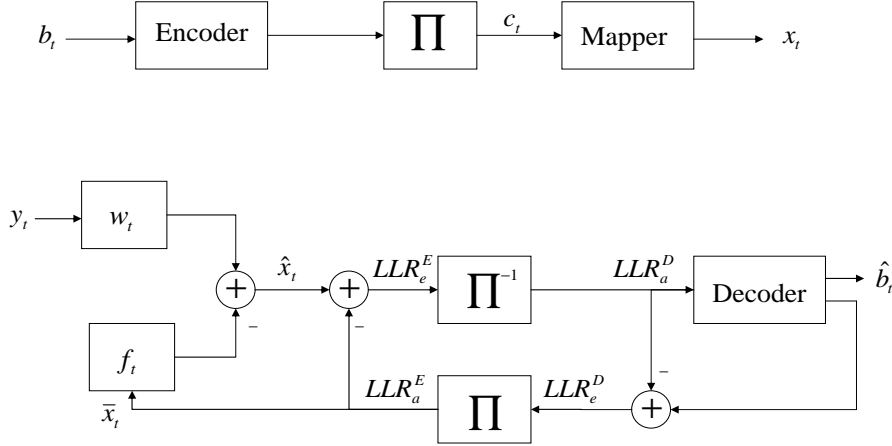 b_t Encoder ∏ c_t Mapper x_t
y_t w_t
x̂_t LLR_e^E ∏^-1 LLR_a^D Decoder b̂_t
+ + − − −
f_t
x̄_t LLR_a^E ∏ LLR_e^D +